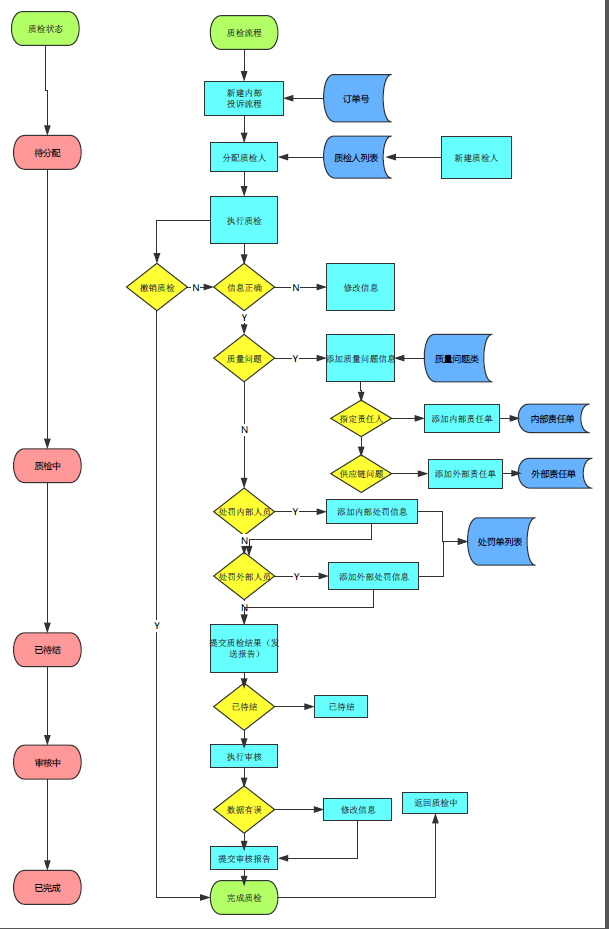 质检状态
质检流程
新建内部
投诉流程
订单号
待分配
分配质检人
质检人列表
新建质检人
执行质检
撤销质检
N
信息正确
N
修改信息
Y
质量问题
Y
添加质量问题信息
质量问题类
指定责任人
添加内部责任单
内部责任单
N
质检中
供应链问题
添加外部责任单
外部责任单
处罚内部人员
Y
添加内部处罚信息
N
处罚单列表
处罚外部人员
Y
添加外部处罚信息
N
Y
已待结
提交质检结果（发
送报告）
已待结
已待结
审核中
执行审核
数据有误
修改信息
返回质检中
提交审核报告
已完成
完成质检